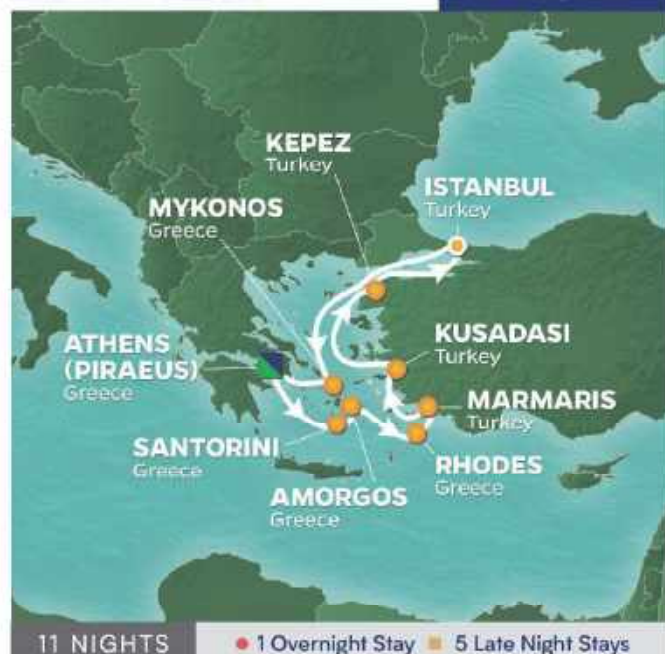 KEPEZ
Turkey
ISTANBUL
Turkey
MYKONOS
Greece
ATHENS
(PIRAEUS)
Greece
KUSADASI
Turkey
MARMARIS
Turkey
SANTORINI
Greece
RHODES
Greece
AMORGOS
Greece
11 NIGHTS
1 Overnight Stay
5 Late Night Stays